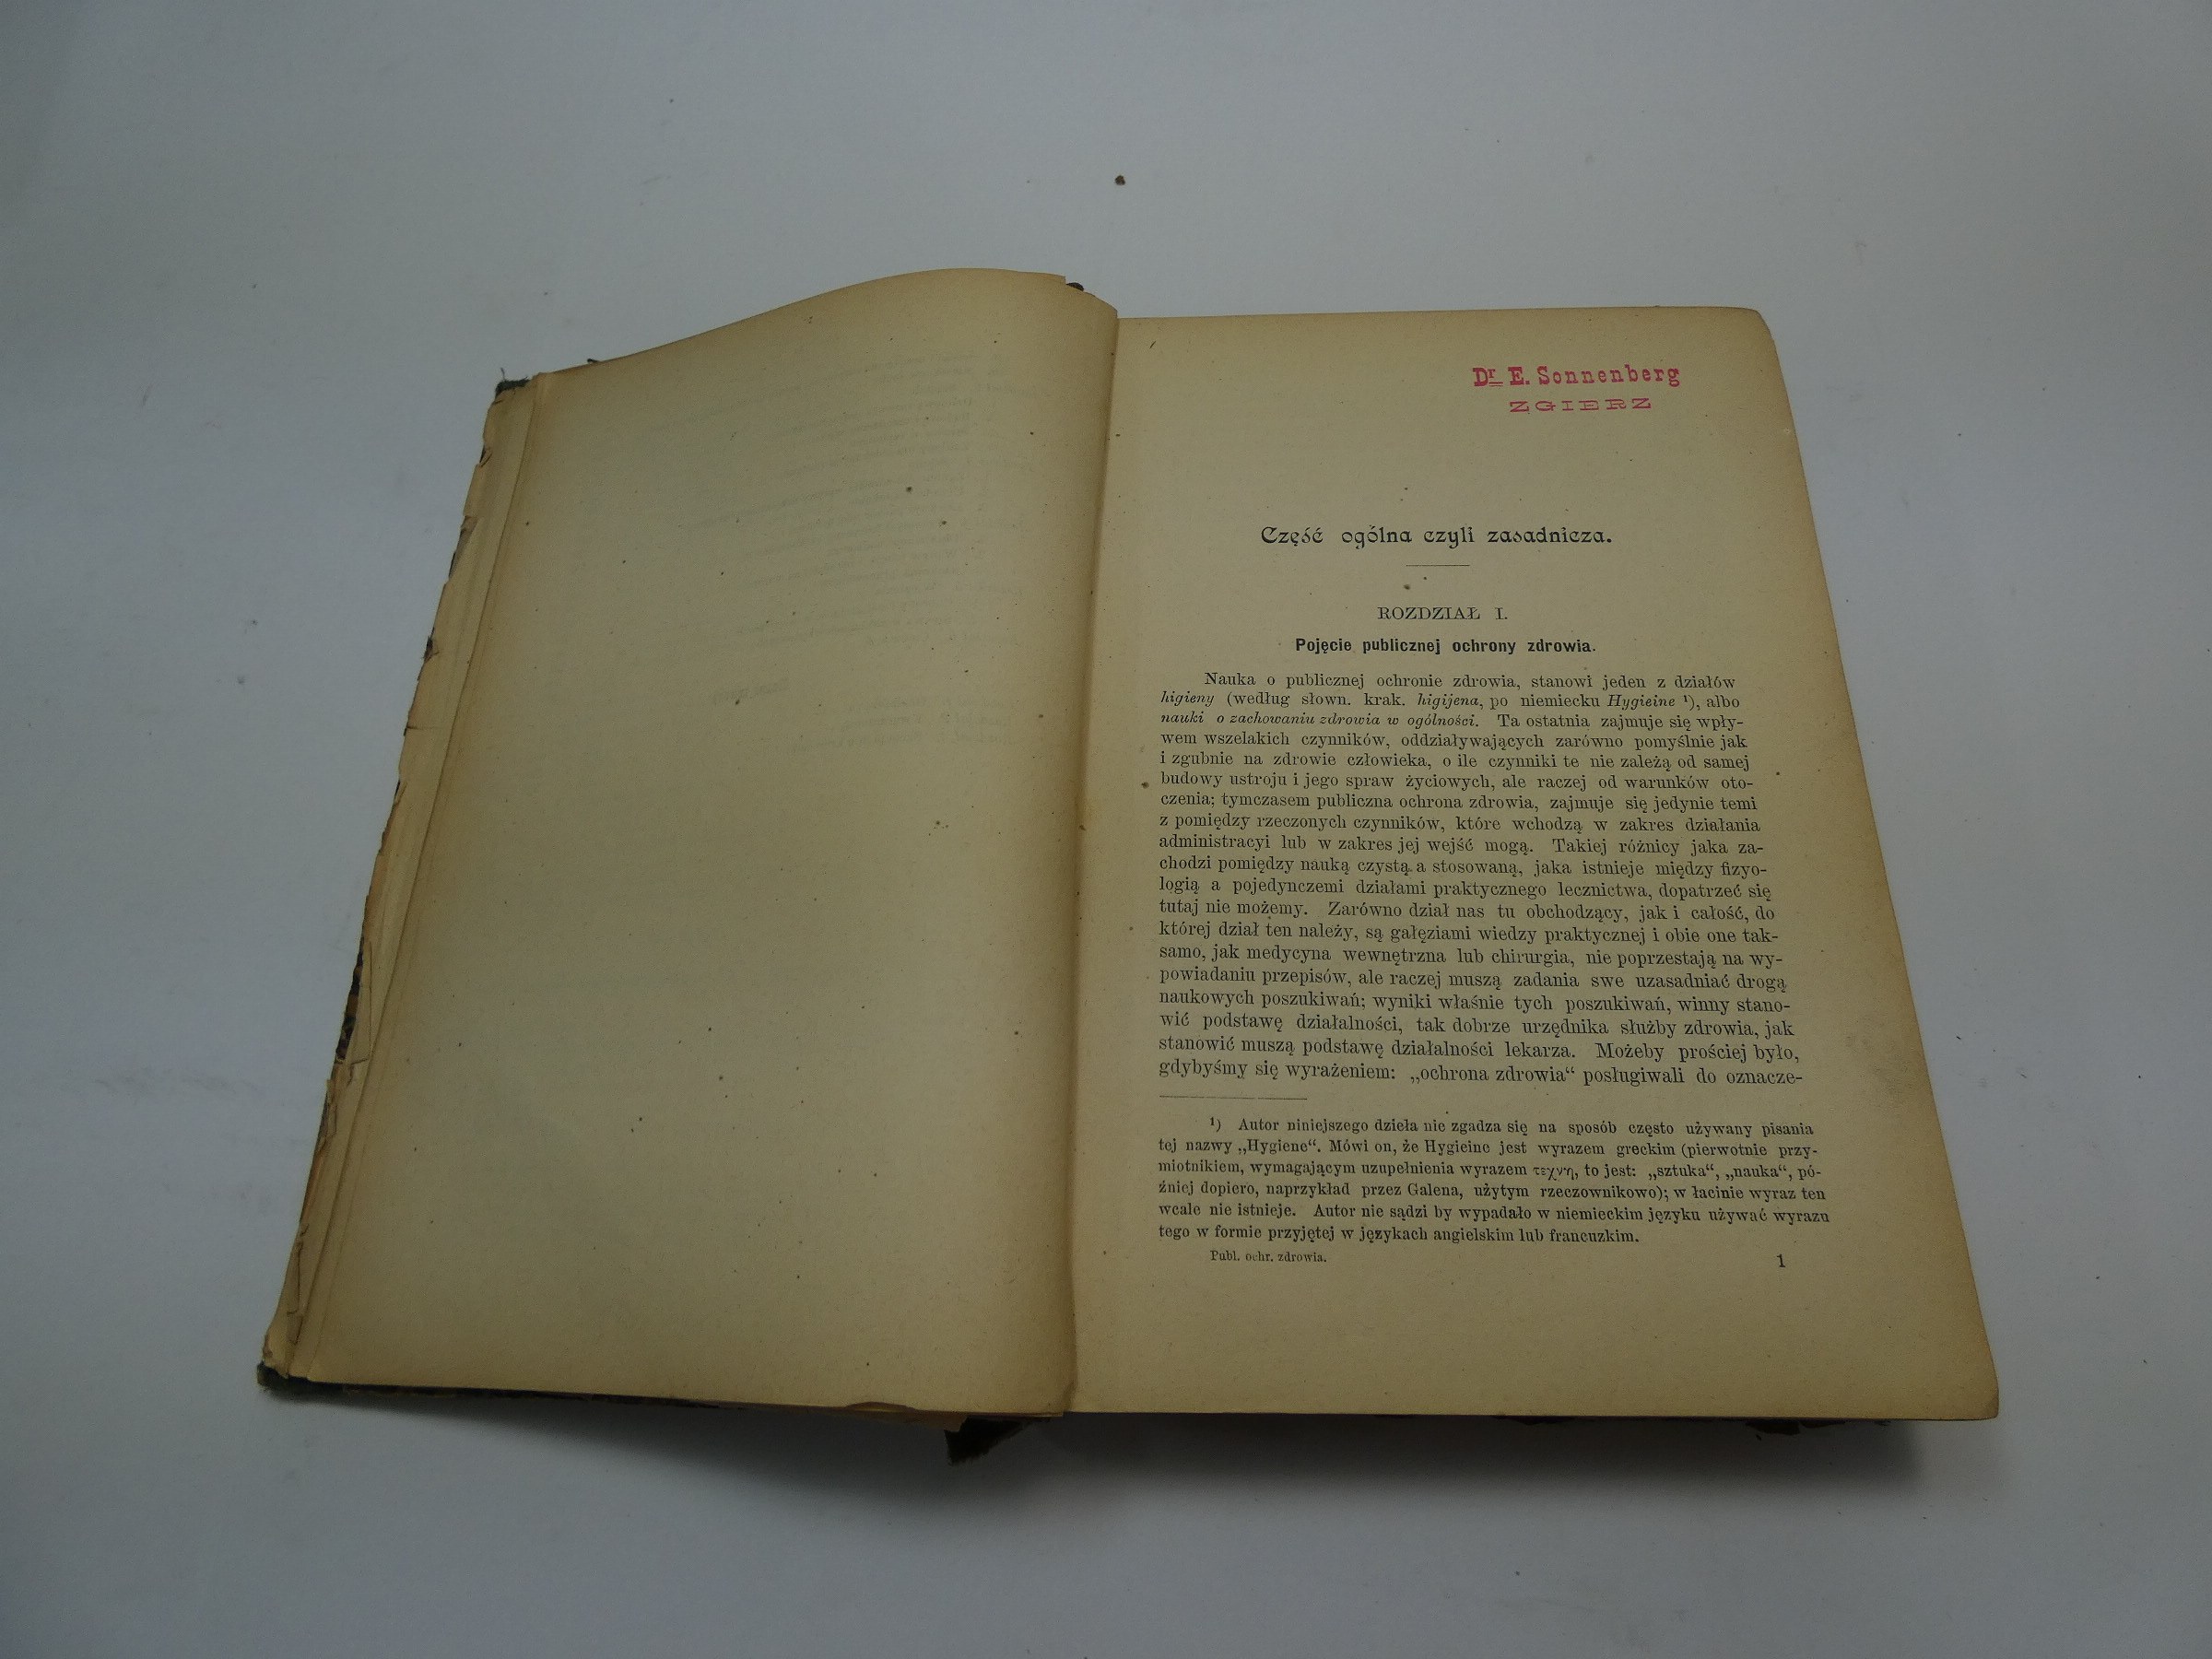 Dr E. Sonnenberg
ZGIERZ
Część ogólna czyli zasadnicza.
ROZDZIAŁ I.
Pojęcie publicznej ochrony zdrowia.
Nauka o publicznej ochronie zdrowia, stanowi jeden z działów
higieny (według słown. krak. higijena, po niemiecku Hygieine ¹), albo
nauki o zachowaniu zdrowia w ogólności. Ta ostatnia zajmuje się wpły-
wem wszelakich czynników, oddziaływających zarówno pomyślnie jak
i zgubnie na zdrowie człowieka, o ile czynniki te nie zależą od samej
budowy ustroju i jego spraw życiowych, ale raczej od warunków oto-
czenia; tymczasem publiczna ochrona zdrowia, zajmuje się jedynie temi
z pomiędzy rzeczonych czynników, które wchodzą w zakres działania
administracyi lub w zakres jej wejść mogą. Takiej różnicy jaka za-
chodzi pomiędzy nauką czystą a stosowaną, jaka istnieje między fizyo-
logią a pojedynczemi działami praktycznego lecznictwa, dopatrzeć się
tutaj nie możemy. Zarówno dział nas tu obchodzący, jak i całość, do
której dział ten należy, są gałęziami wiedzy praktycznej i obie one tak-
samo, jak medycyna wewnętrzna lub chirurgia, nie poprzestają na wy-
powiadaniu przepisów, ale raczej muszą zadania swe uzasadniać drogą
naukowych poszukiwań; wyniki właśnie tych poszukiwań, winny stano-
wić podstawę działalności, tak dobrze urzędnika służby zdrowia, jak
stanowić muszą podstawę działalności lekarza. Możeby prościej było,
gdybyśmy się wyrażeniem: „ochrona zdrowia“ posługiwali do oznacze-
¹) Autor niniejszego dzieła nie zgadza się na sposób często używany pisania
tej nazwy „Hygiene“. Mówi on, że Hygieine jest wyrazem greckim (pierwotnie przy-
miotnikiem, wymagającym uzupełnienia wyrazem τεχνη, to jest: „sztuka“, „nauka“, pó-
źniej dopiero, naprzykład przez Galena, użytym rzeczownikowo); w łacinie wyraz ten
wcale nie istnieje. Autor nie sądzi by wypadało w niemieckim języku używać wyrazu
tego w formie przyjętej w językach angielskim lub francuzkim.
Publ. ochr. zdrowia. 1